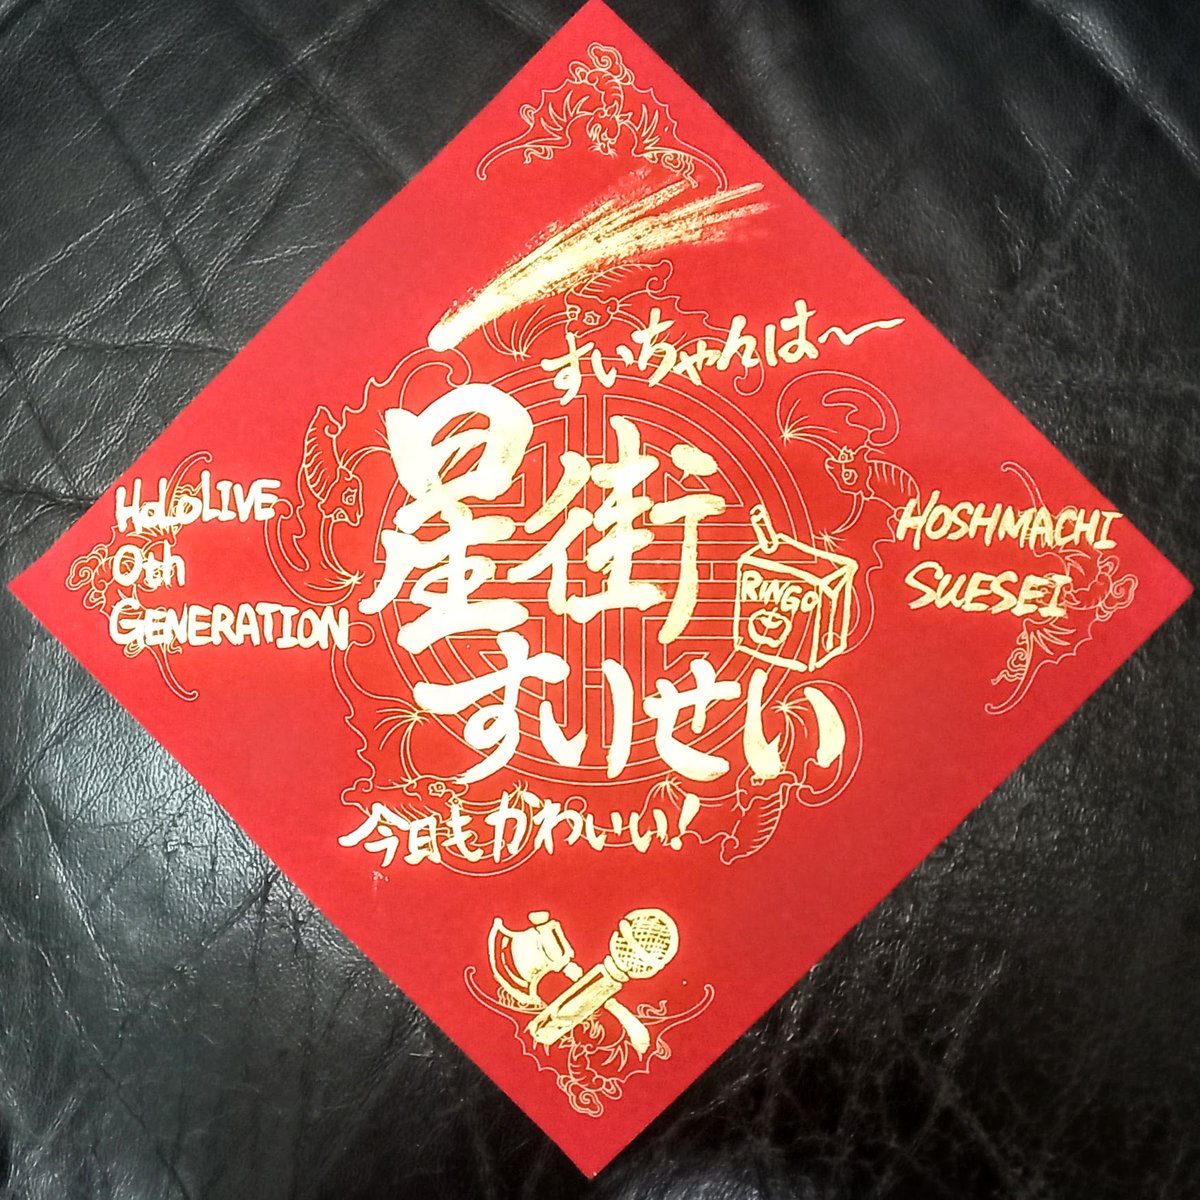 すいちゃんは～
星街
すいせい
今日もかわいい!
HoLoLIVE
0th
GENERATION
RINGO
HOSHMACHI
SUESEI